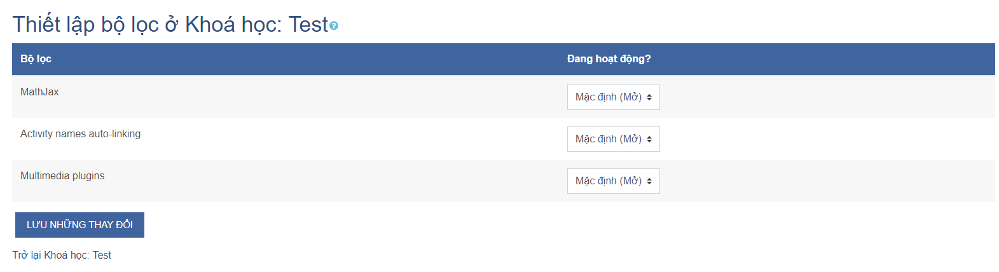 Thiết lập bộ lọc ở Khoá học: Test
Bộ lọc Đang hoạt động?
MathJax Mặc định (Mở)
Activity names auto-linking Mặc định (Mở)
Multimedia plugins Mặc định (Mở)
LƯU NHỮNG THAY ĐỔI
Trở lại Khoá học: Test